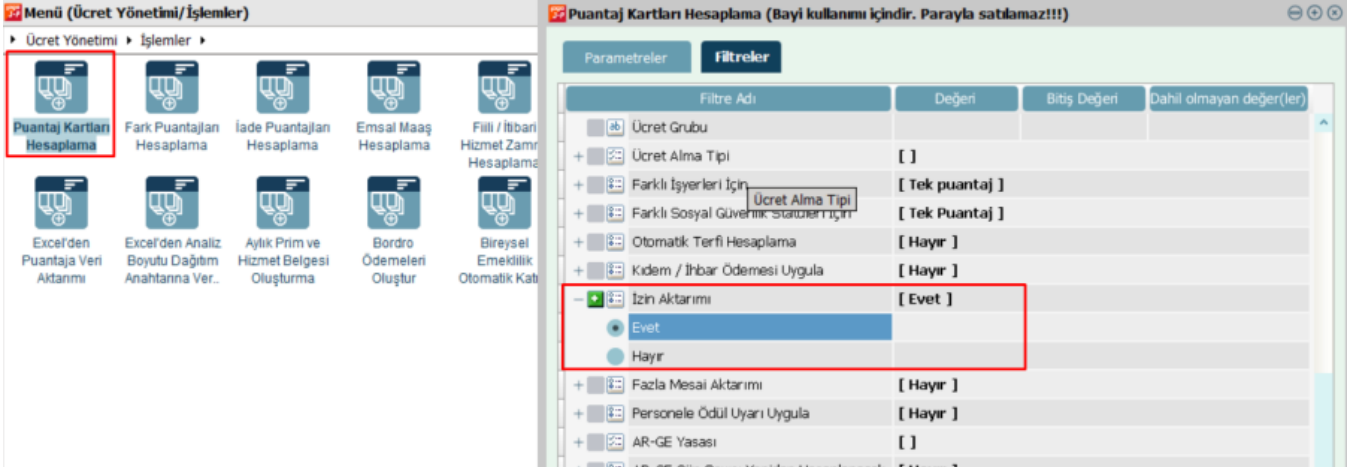 Menü (Ücret Yönetimi/İşlemler)
Ücret Yönetimi İşlemler
Puantaj Kartları
Hesaplama
Fark Puantajları
Hesaplama
İade Puantajları
Hesaplama
Emsal Maaş
Hesaplama
Fiili / İtibari
Hizmet Zamm
Hesaplama
Excel'den
Puantaja Veri
Aktarımı
Excel'den Analiz
Boyutu Dağıtım
Anahtarına Ver...
Aylık Prim ve
Hizmet Belgesi
Oluşturma
Bordro
Ödemeleri
Oluştur
Bireysel
Emeklilik
Otomatik Katı
Puantaj Kartları Hesaplama (Bayi kullanımı içindir. Parayla satılamaz!!!)
Parametreler Filtreler
Filtre Adı Değeri Bitiş Değeri Dahil olmayan değer(ler)
Ücret Grubu
Ücret Alma Tipi [ ]
Farklı İşyerleri İçin [ Tek puantaj ]
Ücret Alma Tipi
Farklı Sosyal Güvenlik Statüleri İçin [ Tek Puantaj ]
Otomatik Terfi Hesaplama [ Hayır ]
Kıdem / İhbar Ödemesi Uygula [ Hayır ]
İzin Aktarımı [ Evet ]
Evet
Hayır
Fazla Mesai Aktarımı [ Hayır ]
Personele Ödül Uyarı Uygula [ Hayır ]
AR-GE Yasası [ ]